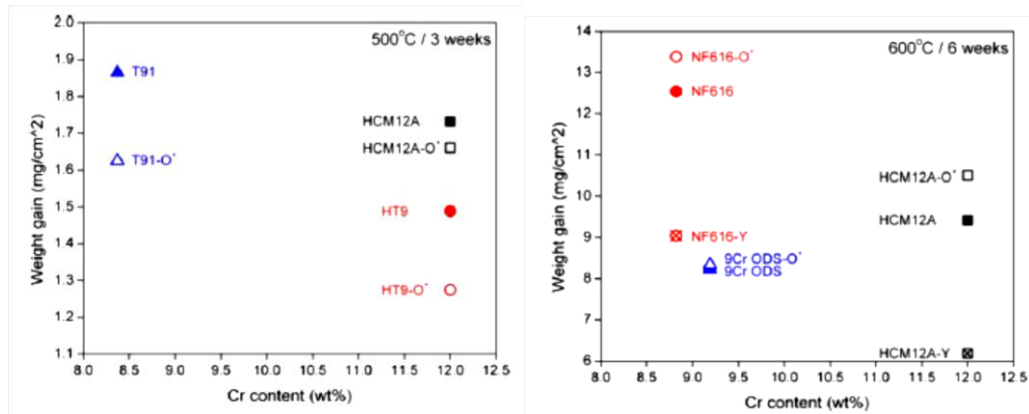 500°C / 3 weeks
2.0
1.9
1.8
1.7
1.6
1.5
1.4
1.3
1.2
1.1
Weight gain (mg/cm^2)
T91
HCM12A
HCM12A-O*
T91-O*
HT9
HT9-O*
8.0 8.5 9.0 9.5 10.0 10.5 11.0 11.5 12.0 12.5
Cr content (wt%)
600°C / 6 weeks
14
13
12
11
10
9
8
7
6
Weight gain (mg/cm^2)
NF616-O*
NF616
HCM12A-O*
HCM12A
NF616-Y
9Cr ODS-O*
9Cr ODS
HCM12A-Y
8.0 8.5 9.0 9.5 10.0 10.5 11.0 11.5 12.0 12.5
Cr content (wt%)